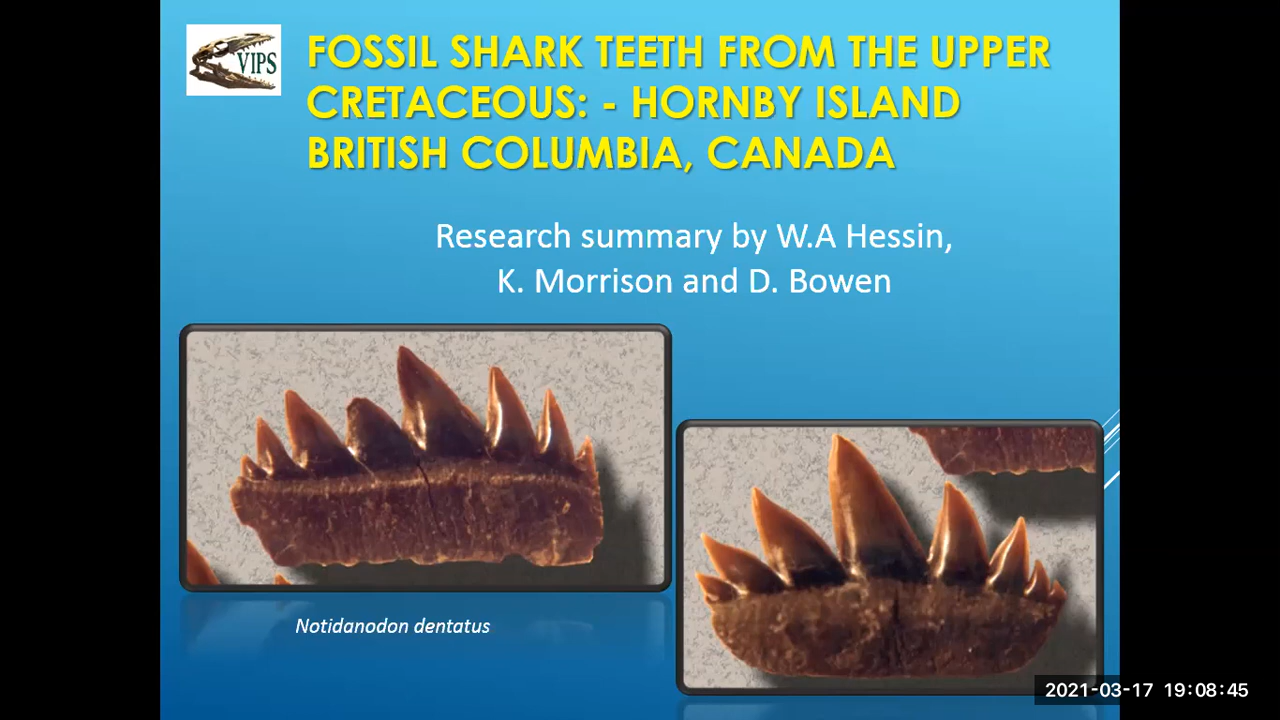 VIPS
FOSSIL SHARK TEETH FROM THE UPPER
CRETACEOUS: - HORNBY ISLAND
BRITISH COLUMBIA, CANADA
Research summary by W.A Hessin,
K. Morrison and D. Bowen
Notidanodon dentatus
2021-03-17 19:08:45